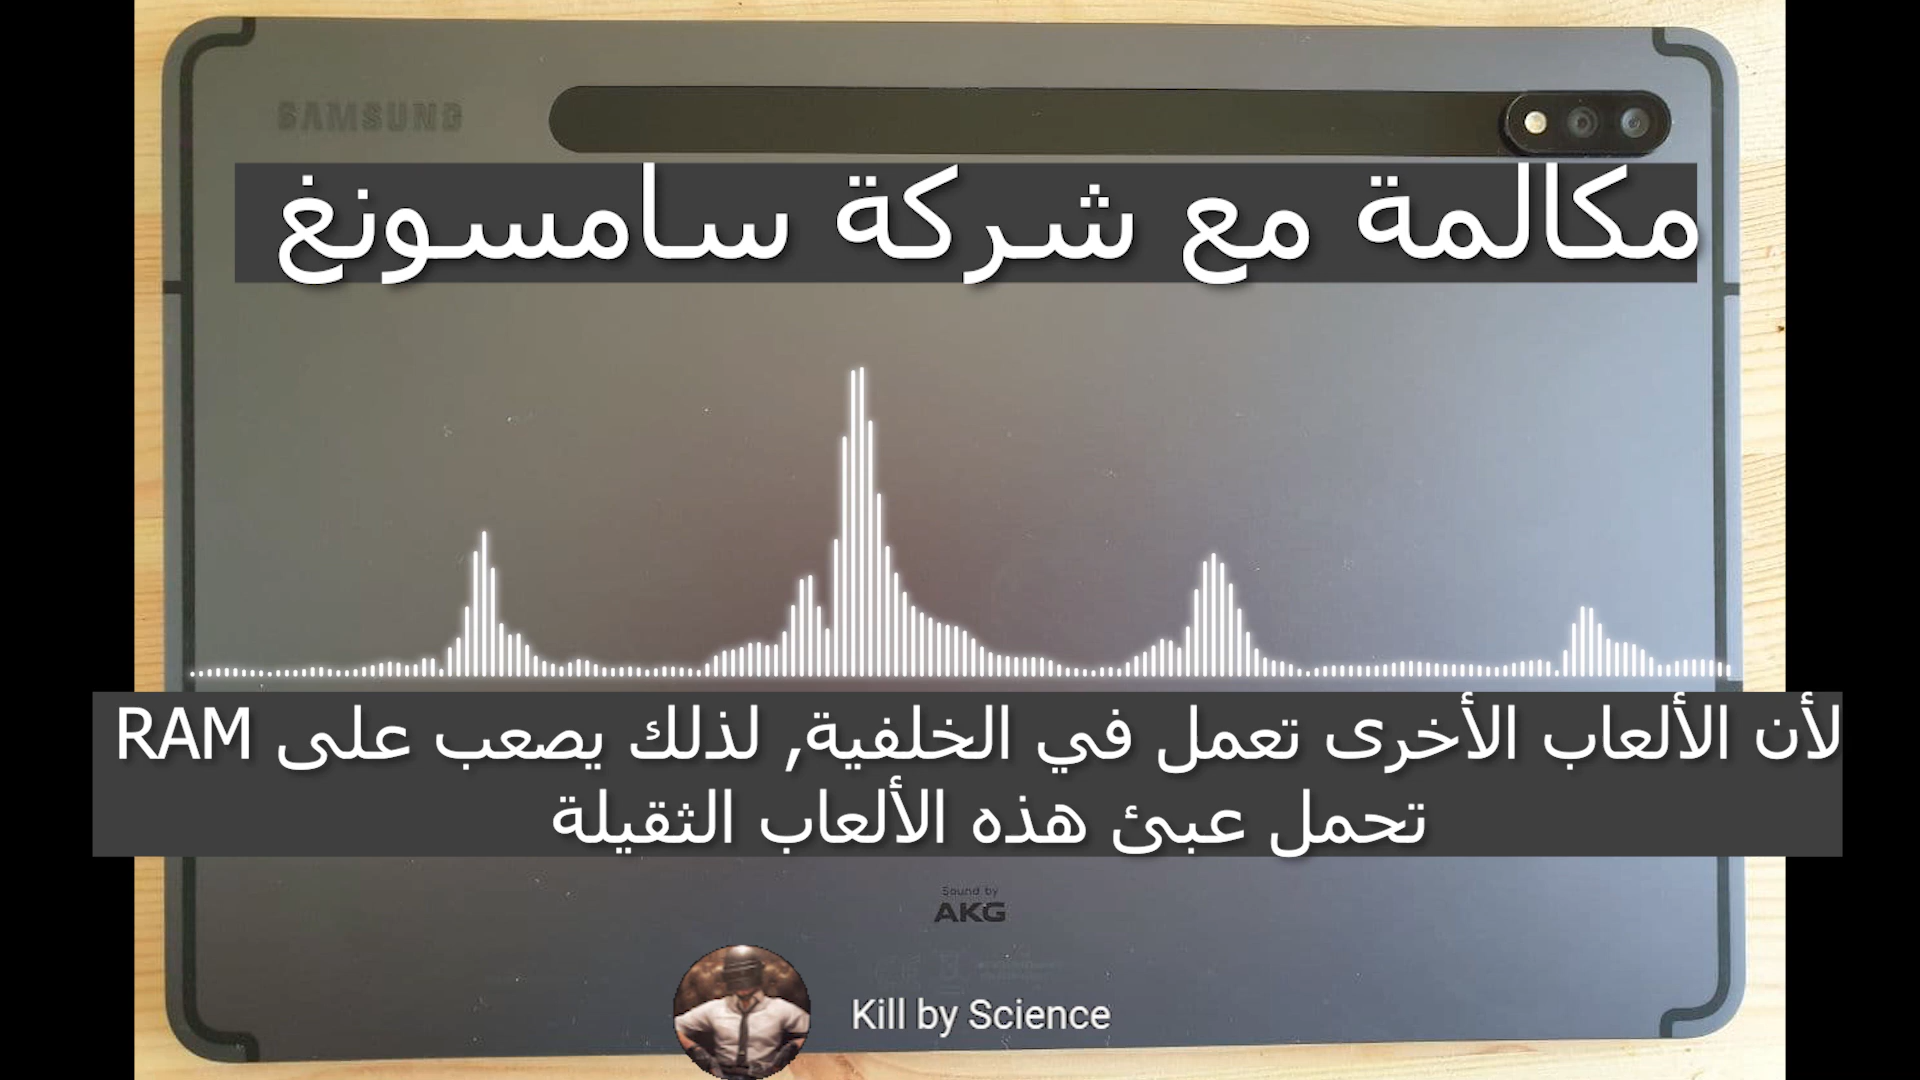 SAMSUNG
مكالمة مع شركة سامسونغ
لأن الألعاب الأخرى تعمل في الخلفية, لذلك يصعب على RAM
تحمل عبئ هذه الألعاب الثقيلة
Sound by
AKG
Kill by Science